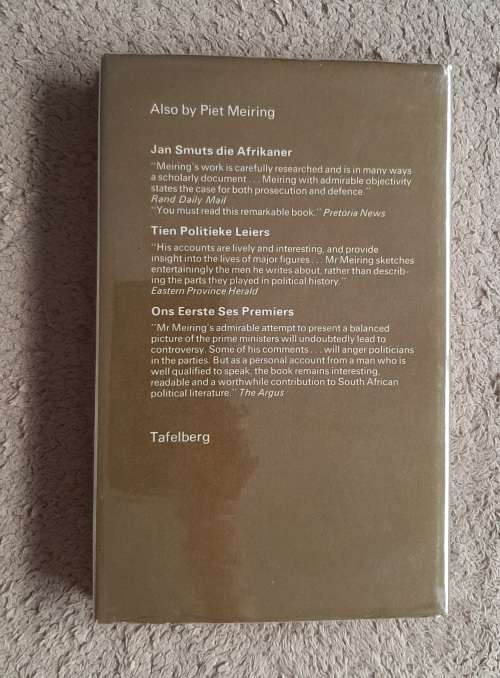 Also by Piet Meiring
Jan Smuts die Afrikaner
"Meiring's work is carefully researched and is in many ways
a scholarly document . . . Meiring with admirable objectivity
states the case for both prosecution and defence."
Rand Daily Mail
"You must read this remarkable book." Pretoria News
Tien Politieke Leiers
"His accounts are lively and interesting, and provide
insight into the lives of major figures . . . Mr Meiring sketches
entertainingly the men he writes about, rather than describ-
ing the parts they played in political history."
Eastern Province Herald
Ons Eerste Ses Premiers
"Mr Meiring's admirable attempt to present a balanced
picture of the prime ministers will undoubtedly lead to
controversy. Some of his comments . . . will anger politicians
in the parties. But as a personal account from a man who is
well qualified to speak, the book remains interesting,
readable and a worthwhile contribution to South African
political literature." The Argus
Tafelberg